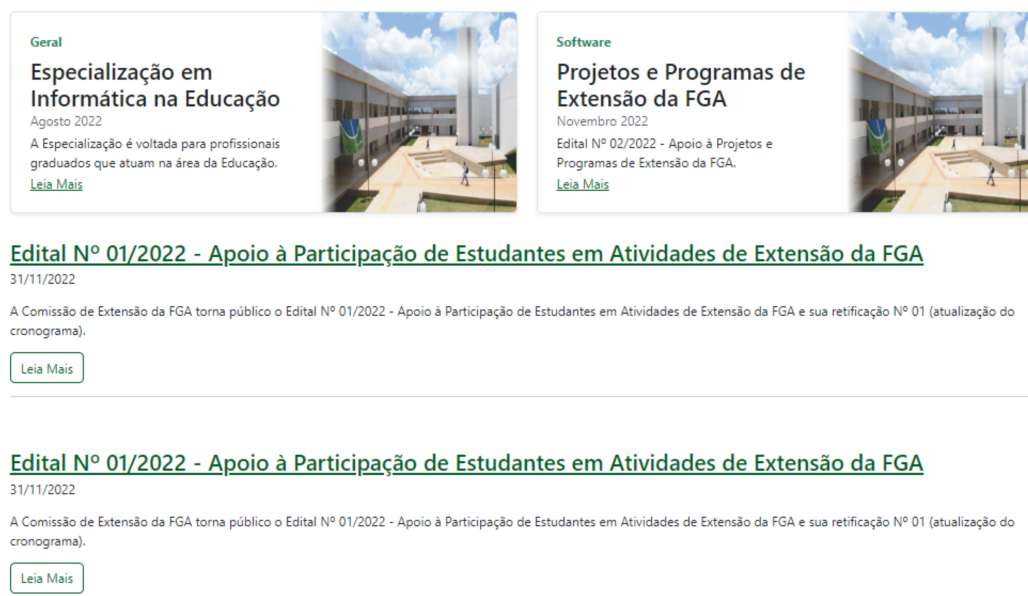 Geral
Especialização em
Informática na Educação
Agosto 2022
A Especialização é voltada para profissionais
graduados que atuam na área da Educação.
Leia Mais
Software
Projetos e Programas de
Extensão da FGA
Novembro 2022
Edital Nº 02/2022 - Apoio à Projetos e
Programas de Extensão da FGA.
Leia Mais
Edital Nº 01/2022 - Apoio à Participação de Estudantes em Atividades de Extensão da FGA
31/11/2022
A Comissão de Extensão da FGA torna público o Edital Nº 01/2022 - Apoio à Participação de Estudantes em Atividades de Extensão da FGA e sua retificação Nº 01 (atualização do
cronograma).
Leia Mais
Edital Nº 01/2022 - Apoio à Participação de Estudantes em Atividades de Extensão da FGA
31/11/2022
A Comissão de Extensão da FGA torna público o Edital Nº 01/2022 - Apoio à Participação de Estudantes em Atividades de Extensão da FGA e sua retificação Nº 01 (atualização do
cronograma).
Leia Mais